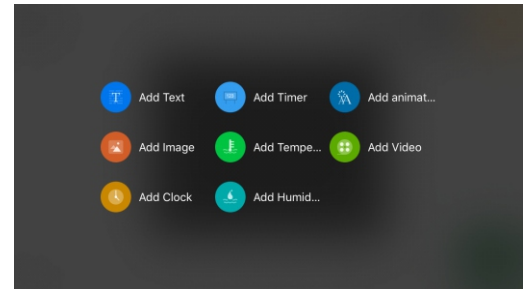 Add Text
Add Timer
Add animat...
Add Image
Add Tempe...
Add Video
Add Clock
Add Humid...